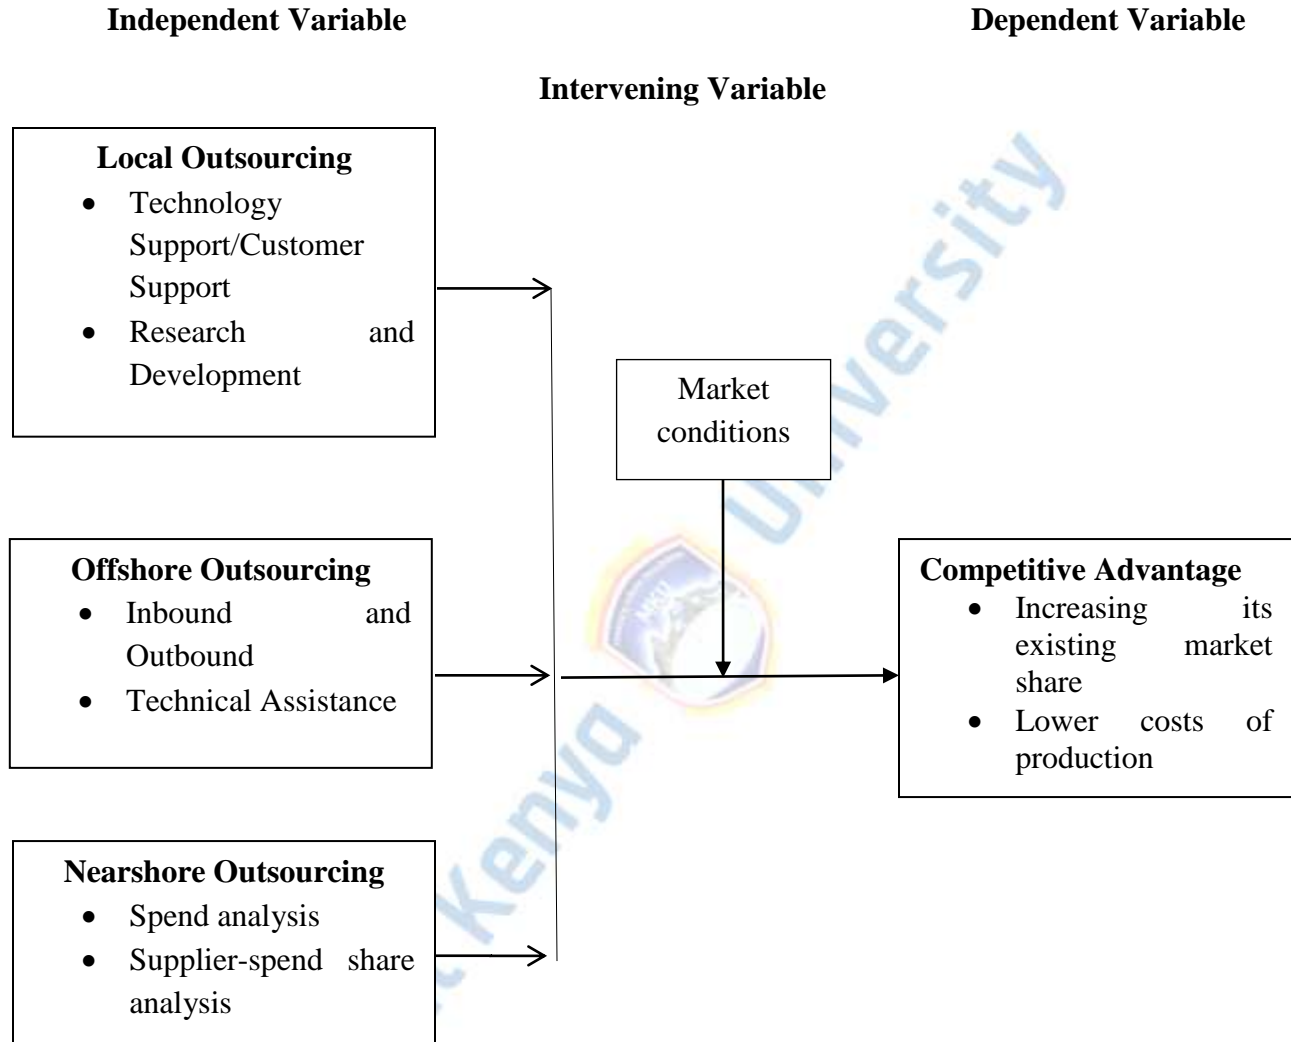 Independent Variable
Dependent Variable
Intervening Variable
Local Outsourcing
• Technology
Support/Customer
Support
• Research and
Development
Market
conditions
Offshore Outsourcing
• Inbound and
Outbound
• Technical Assistance
Competitive Advantage
• Increasing its
existing market
share
• Lower costs of
production
Nearshore Outsourcing
• Spend analysis
• Supplier-spend share
analysis
Kenya University